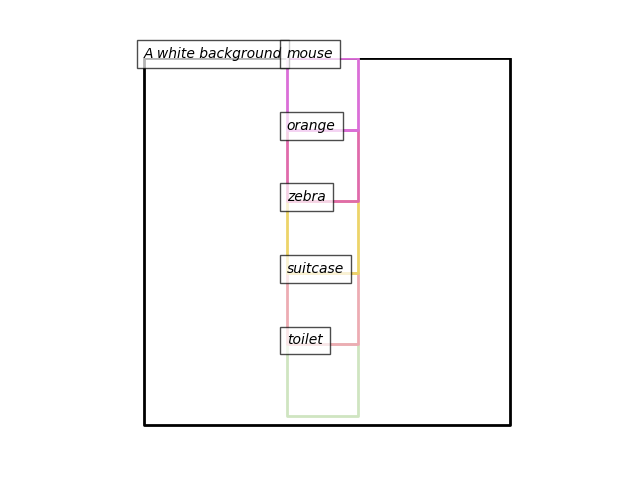 A white background
mouse
orange
zebra
suitcase
toilet